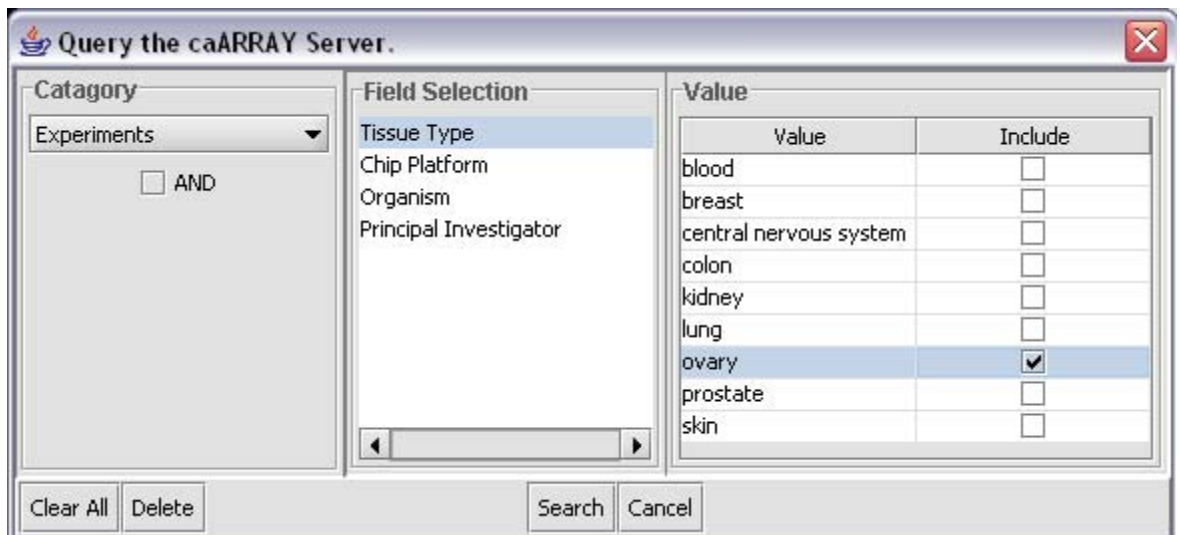 Query the caARRAY Server.
Catagory
Experiments
AND
Field Selection
Tissue Type
Chip Platform
Organism
Principal Investigator
Value
Value Include
blood
breast
central nervous system
colon
kidney
lung
ovary
prostate
skin
Clear All Delete Search Cancel